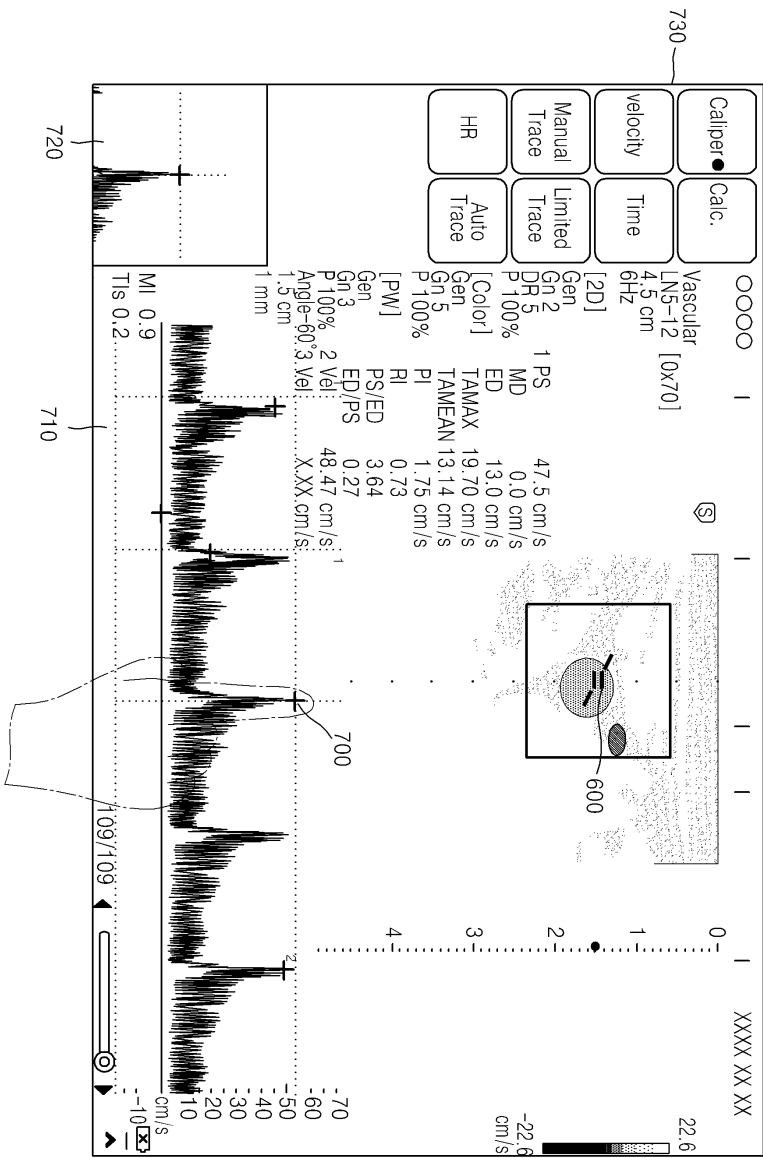 730
Caliper
Calc.
velocity
Time
Manual
Trace
Limited
Trace
HR
Auto
Trace
720
XXXX XX XX
Vascular
LN5-12 [0x70]
4.5 cm
6Hz
[2D]
Gen
Gn 2
DR 5
P 100%
[Color]
Gen
Gn 5
P 100%
[PW]
Gen
Gn 3
P 100%
Angle-60°
1.5 cm
1 mm
1 PS 47.5 cm/s
MD 0.0 cm/s
ED 13.0 cm/s
TAMAX 19.70 cm/s
TAMEAN 13.14 cm/s
PI 1.75 cm/s
RI 0.73
PS/ED 3.64
ED/PS 0.27
2 Vel 48.47 cm/s
3 Vel X.XX cm/s
S
600
0
1
2
3
4
22.6
-22.6
cm/s
1
2
700
70
60
50
40
30
20
10
cm/s
-10
MI 0.9
TIs 0.2
710
109/109